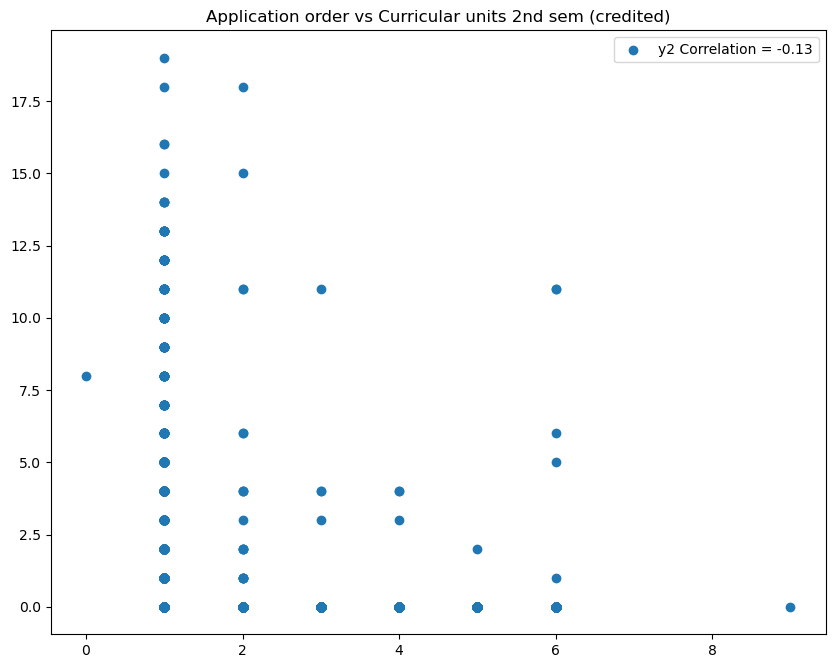 Application order vs Curricular units 2nd sem (credited)
y2 Correlation = -0.13
17.5
15.0
12.5
10.0
7.5
5.0
2.5
0.0
0 2 4 6 8